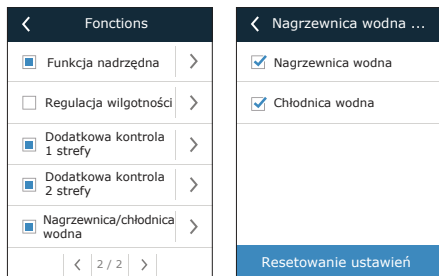 Fonctions
Funkcja nadrzędna
Regulacja wilgotności
Dodatkowa kontrola
1 strefy
Dodatkowa kontrola
2 strefy
Nagrzewnica/chłodnica
wodna
2 / 2
Nagrzewnica wodna ...
Nagrzewnica wodna
Chłodnica wodna
Resetowanie ustawień